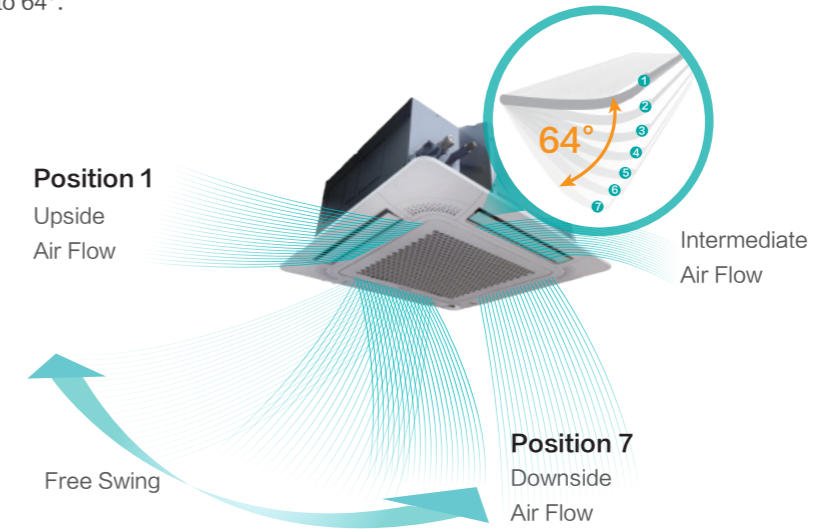 to 64°.
1
2
3
4
5
6
7
64°
Position 1
Upside
Air Flow
Intermediate
Air Flow
Position 7
Downside
Air Flow
Free Swing